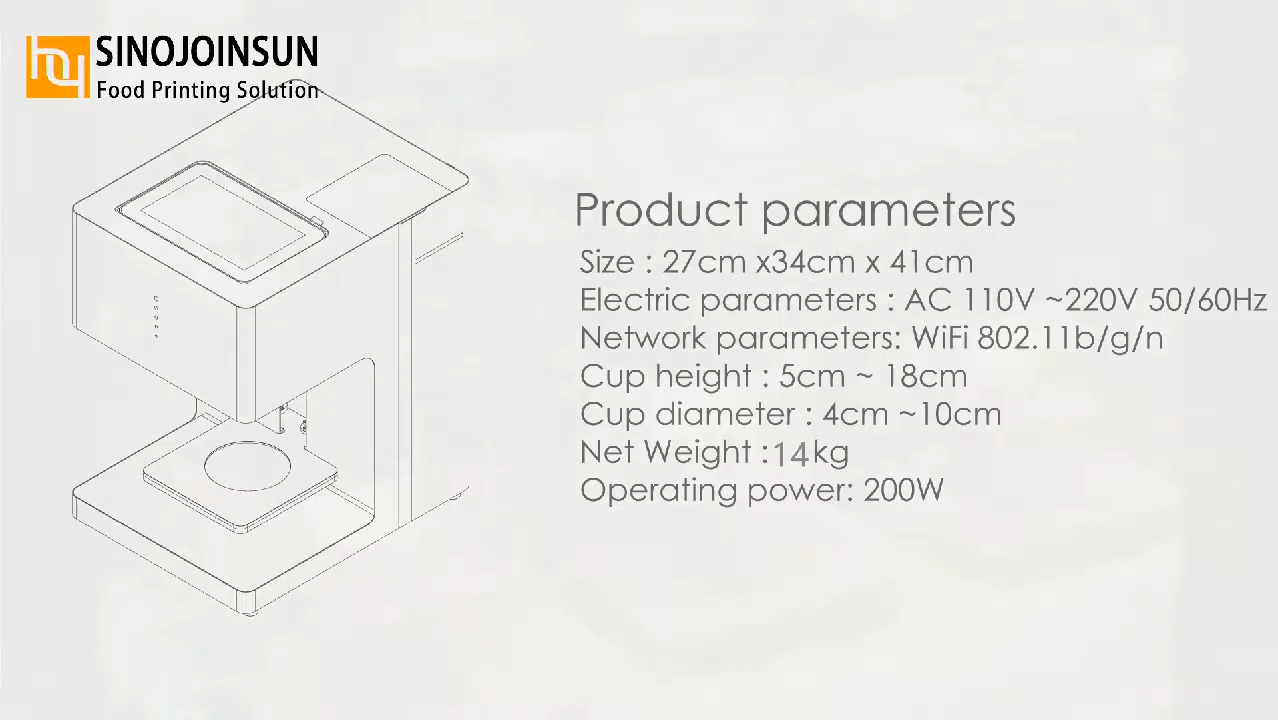 SINOJOINSUN
Food Printing Solution
Product parameters
Size : 27cm x34cm x 41cm
Electric parameters : AC 110V ~220V 50/60Hz
Network parameters: WiFi 802.11b/g/n
Cup height : 5cm ~ 18cm
Cup diameter : 4cm ~10cm
Net Weight :14kg
Operating power: 200W